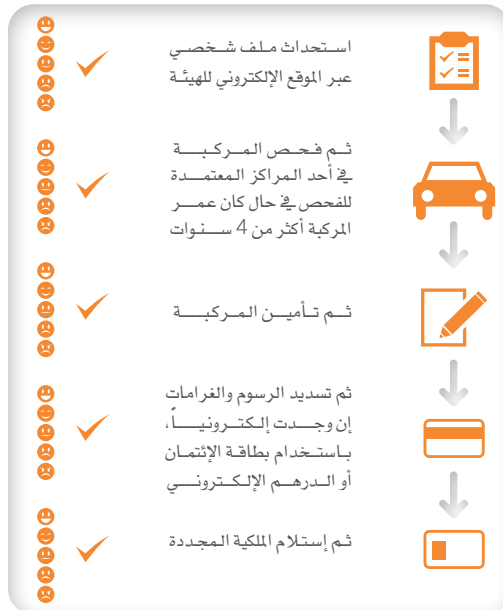 استحداث ملف شخصي
عبر الموقع الإلكتروني للهيئة
ثم فحص المركبة
في أحد المراكز المعتمدة
للفحص في حال كان عمر
المركبة أكثر من 4 سنوات
ثم تأمين المركبة
ثم تسديد الرسوم والغرامات
إن وجدت إلكترونياً،
باستخدام بطاقة الإئتمان
أو الدرهم الإلكتروني
ثم إستلام الملكية المجددة